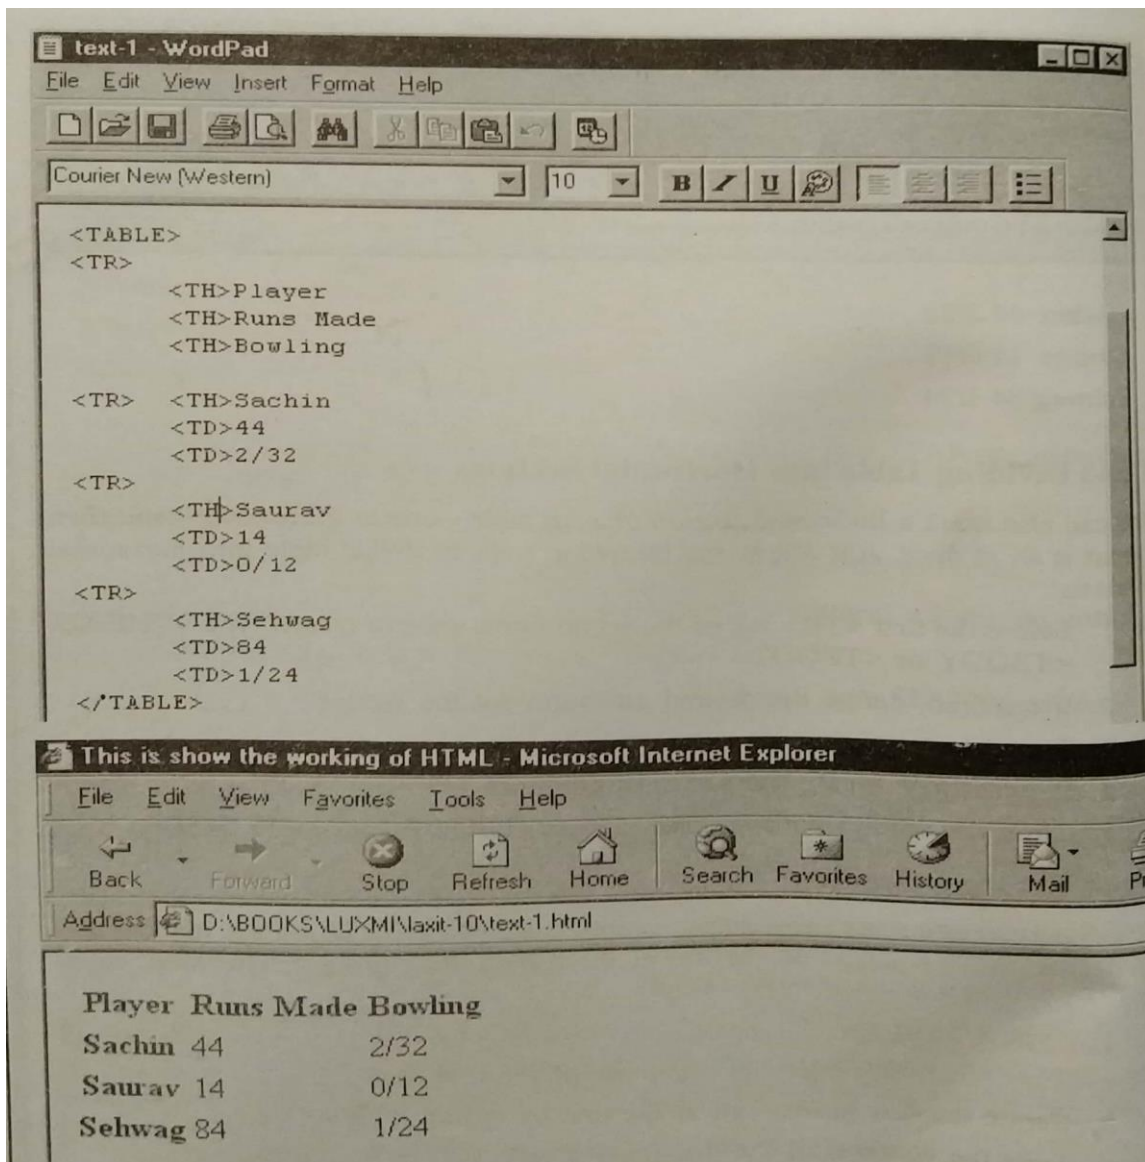 text-1 - WordPad
File Edit View Insert Format Help
Courier New (Western) 10 B I U
<TABLE>
<TR>
<TH>Player
<TH>Runs Made
<TH>Bowling
<TR> <TH>Sachin
<TD>44
<TD>2/32
<TR>
<TH>Saurav
<TD>14
<TD>0/12
<TR>
<TH>Sehwag
<TD>84
<TD>1/24
</TABLE>
This is show the working of HTML - Microsoft Internet Explorer
File Edit View Favorites Tools Help
Back Forward Stop Refresh Home Search Favorites History Mail
Address D:\BOOKS\LUXMI\laxit-10\text-1.html
Player Runs Made Bowling
Sachin 44 2/32
Saurav 14 0/12
Sehwag 84 1/24